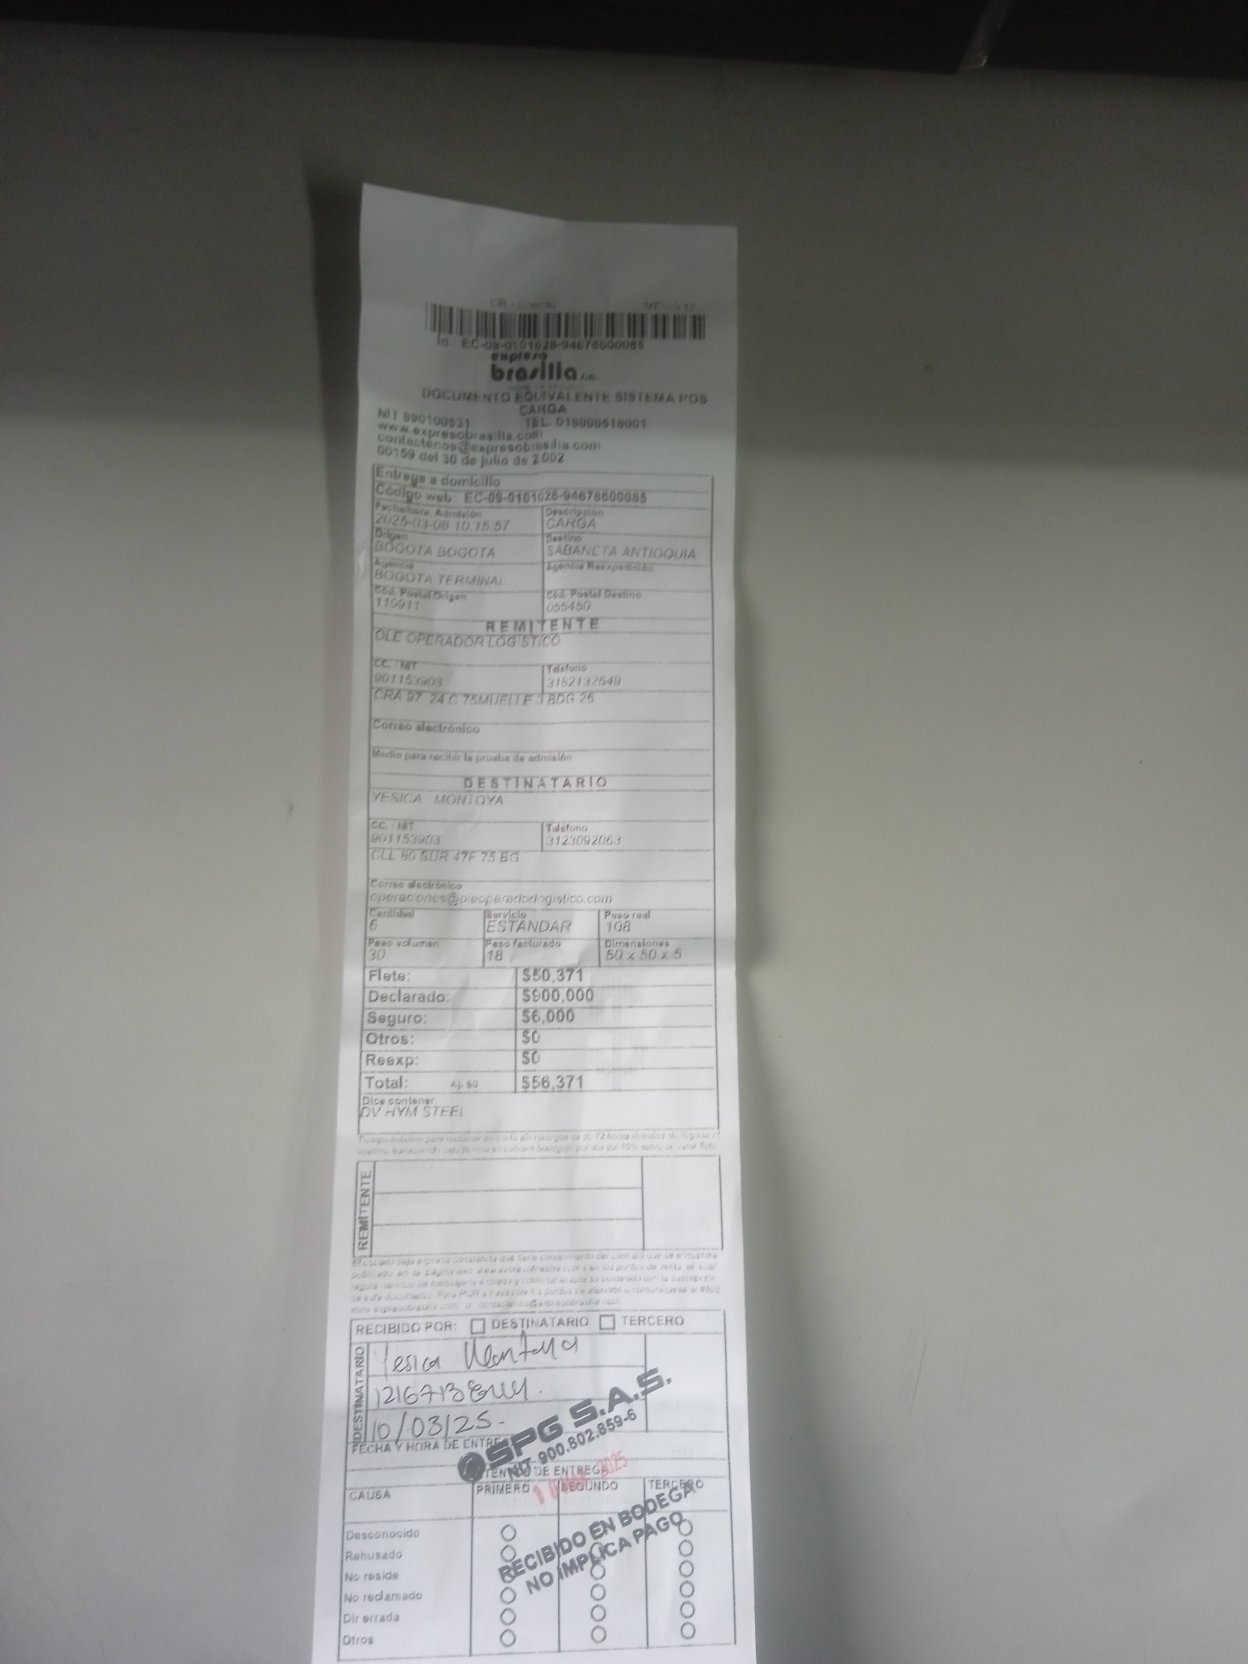 Id. EC-09-0101028-94678600085
expreso
brasilia s.a.
DOCUMENTO EQUIVALENTE SISTEMA POS
CARGA
NIT 890100531 TEL. 018000518001
www.expresobrasilia.com
contactenos@expresobrasilia.com
00159 del 30 de julio de 2002
Entrega a domicilio
Código web: EC-09-0101028-94678600085
Fecha/hora Admisión Descripción
2025-03-08 10:15:57 CARGA
Origen Destino
BOGOTA BOGOTA SABANETA ANTIOQUIA
Agencia Agencia Reexpedición
BOGOTA TERMINAL
Cód. Postal Origen Cód. Postal Destino
110911 055450
REMITENTE
OLE OPERADOR LOGISTICO
CC. / NIT Teléfono
901153903 3182132549
CRA 97 24 C 75MUELLE 3 BDG 26
Correo electrónico
Medio para recibir la prueba de admisión
DESTINATARIO
YESICA MONTOYA
CC. / NIT Teléfono
901153903 3123092063
CLL 80 SUR 47F 75 BG
Correo electrónico
operaciones@oleoperadorlogistico.com
Cantidad Servicio Peso real
6 ESTANDAR 108
Peso volumen Peso facturado Dimensiones
30 18 50 x 50 x 5
Flete: $50,371
Declarado: $900,000
Seguro: $6,000
Otros: $0
Reexp: $0
Total: $56,371
Dice contener:
DV HYM STEEL
REMITENTE
RECIBIDO POR: DESTINATARIO TERCERO
DESTINATARIO
Yesica Montoya
10/03/25-
FECHA Y HORA DE ENTRE
SPG S.A.S.
NIT 900.802.859-6
DE ENTREGA
CAUSA PRIMERO SEGUNDO TERCERO
2025
RECIBIDO EN BODEGA
NO IMPLICA PAGO
Desconocido
Rehusado
No reside
No reclamado
Dir errada
Otros